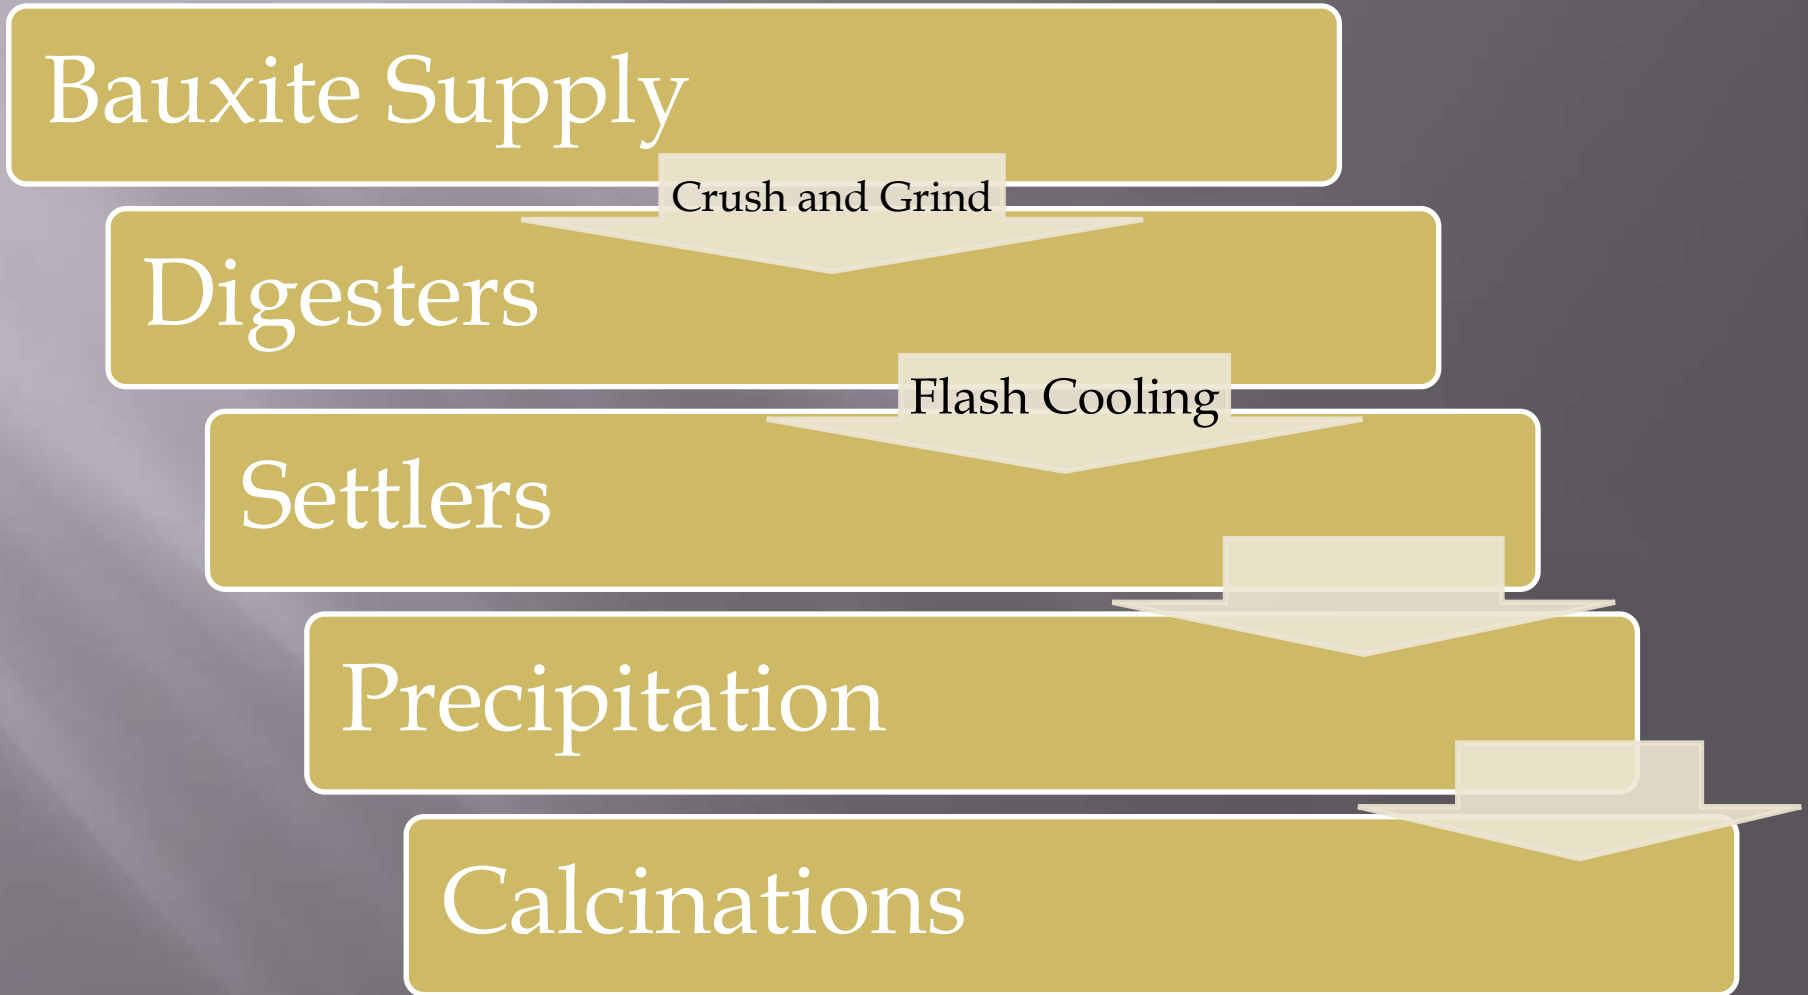 Bauxite Supply
Crush and Grind
Digesters
Flash Cooling
Settlers
Precipitation
Calcinations